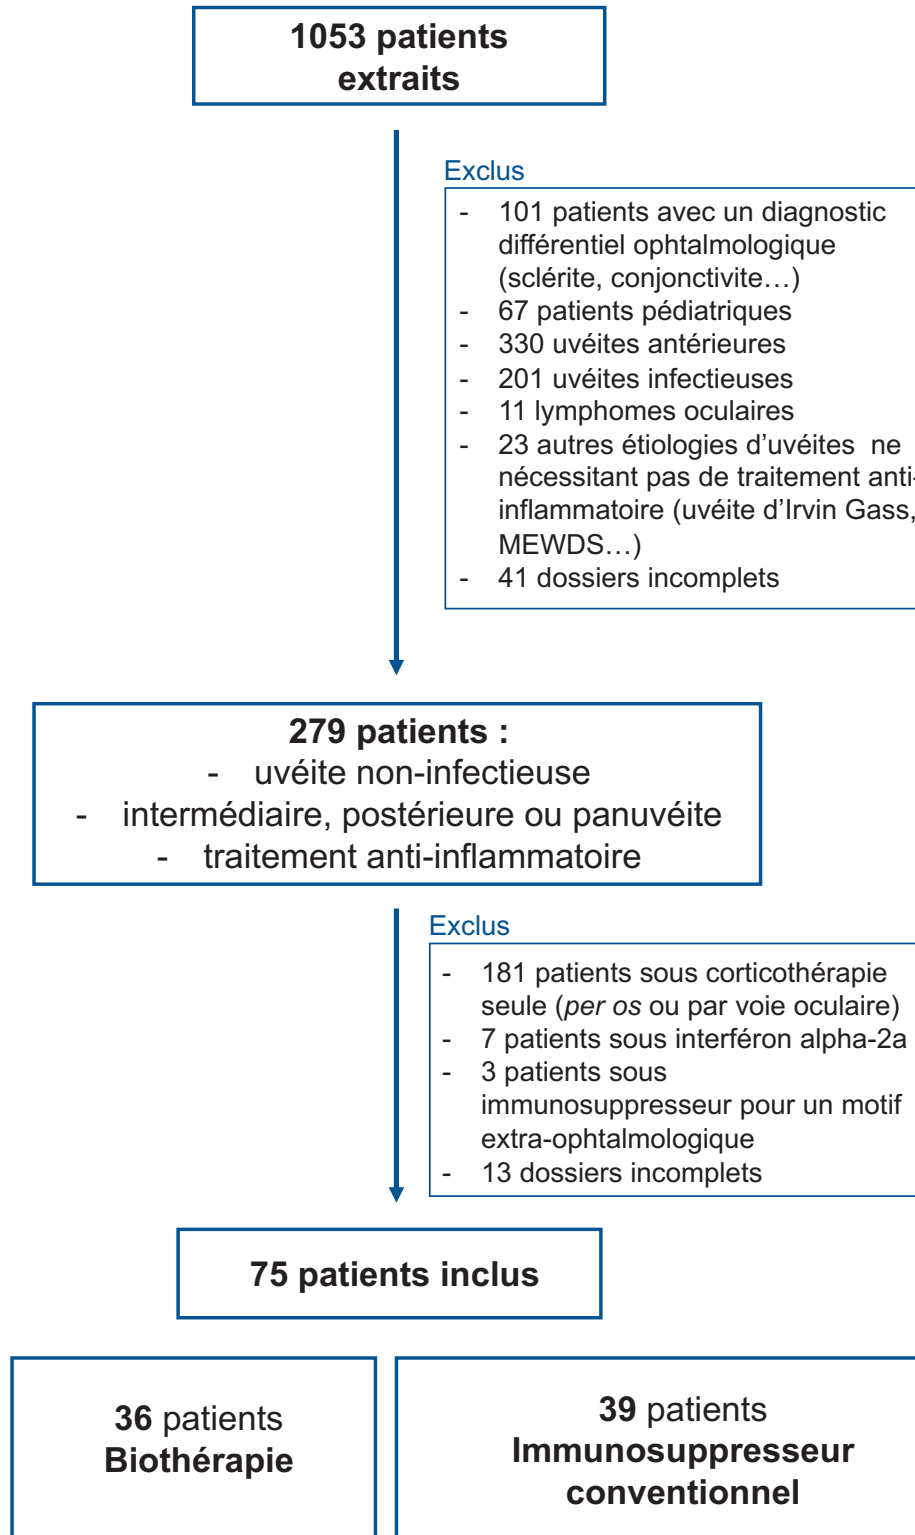 1053 patients
extraits
Exclus
- 101 patients avec un diagnostic
différentiel ophtalmologique
(sclérite, conjonctivite…)
- 67 patients pédiatriques
- 330 uvéites antérieures
- 201 uvéites infectieuses
- 11 lymphomes oculaires
- 23 autres étiologies d’uvéites ne
nécessitant pas de traitement anti-
inflammatoire (uvéite d’Irvin Gass,
MEWDS…)
- 41 dossiers incomplets
279 patients :
- uvéite non-infectieuse
- intermédiaire, postérieure ou panuvéite
- traitement anti-inflammatoire
Exclus
- 181 patients sous corticothérapie
seule (per os ou par voie oculaire)
- 7 patients sous interféron alpha-2a
- 3 patients sous
immunosuppresseur pour un motif
extra-ophtalmologique
- 13 dossiers incomplets
75 patients inclus
36 patients
Biothérapie
39 patients
Immunosuppresseur
conventionnel